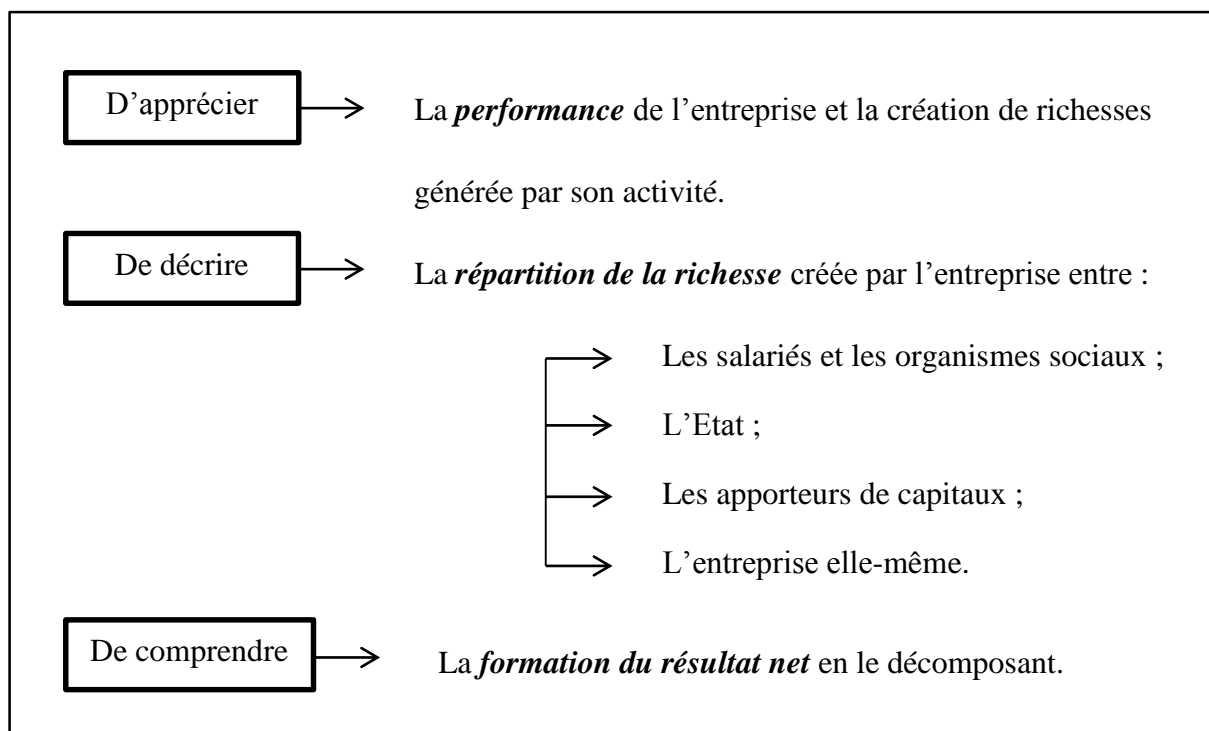 D’apprécier
La performance de l’entreprise et la création de richesses
générée par son activité.
De décrire
La répartition de la richesse créée par l’entreprise entre :
Les salariés et les organismes sociaux ;
L’Etat ;
Les apporteurs de capitaux ;
L’entreprise elle-même.
De comprendre
La formation du résultat net en le décomposant.